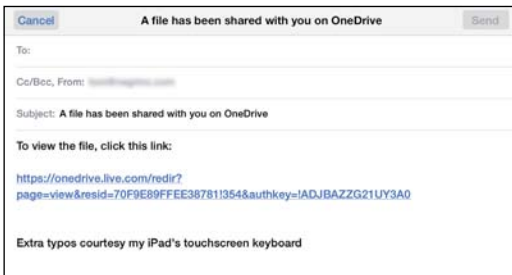 Cancel A file has been shared with you on OneDrive Send
To:
Cc/Bcc, From:
Subject: A file has been shared with you on OneDrive
To view the file, click this link:
https://onedrive.live.com/redir?
page=view&resid=70F9E89FFEE38781!354&authkey=!ADJBAZZG21UY3A0
Extra typos courtesy my iPad's touchscreen keyboard